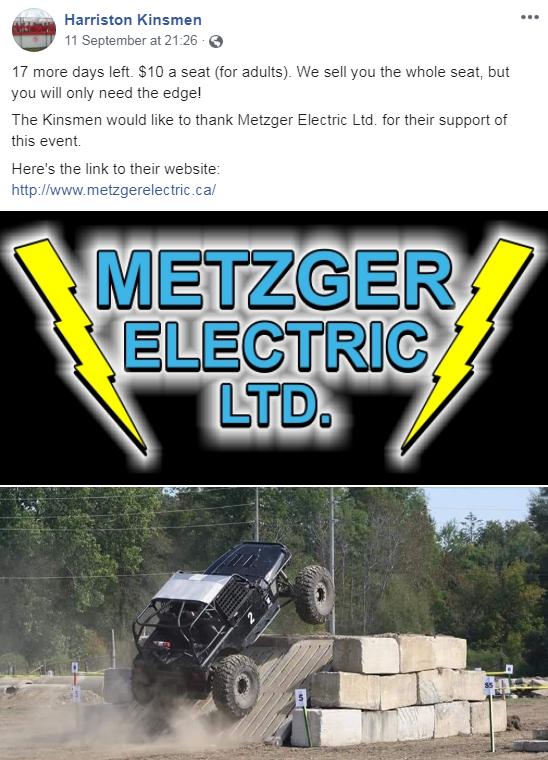 Harriston Kinsmen
11 September at 21:26 ·
17 more days left. $10 a seat (for adults). We sell you the whole seat, but
you will only need the edge!
The Kinsmen would like to thank Metzger Electric Ltd. for their support of
this event.
Here's the link to their website:
http://www.metzgerelectric.ca/
METZGER
ELECTRIC
LTD.
2
5